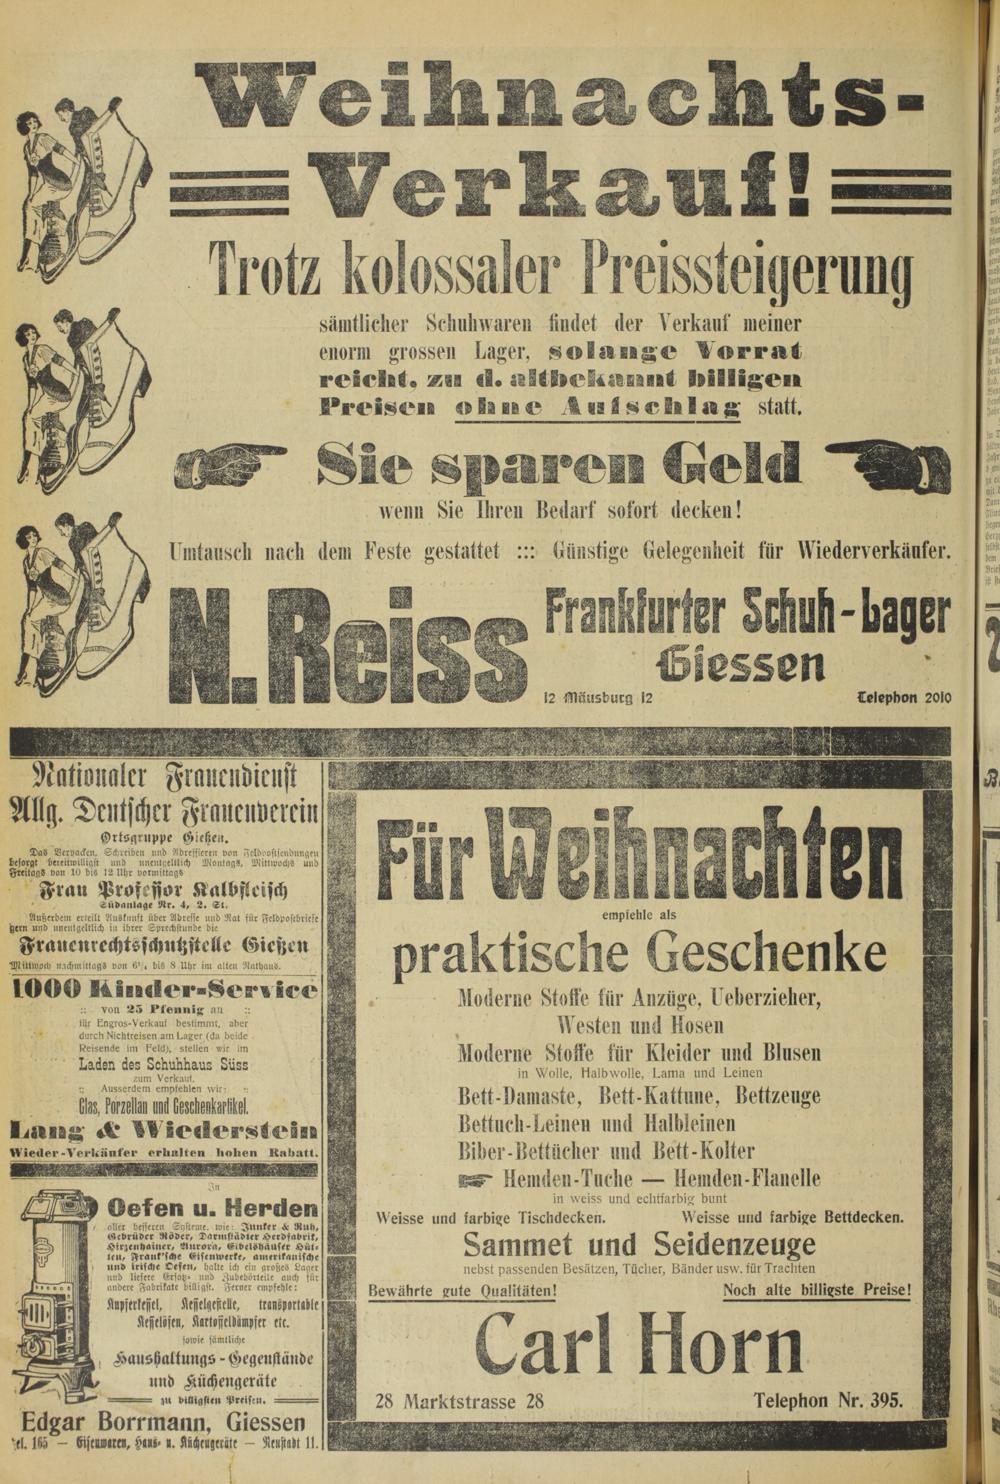 Weihnachts-
Verkauf!
Trotz kolossaler Preissteigerung
sämtlicher Schuhwaren findet der Verkauf meiner
enorm grossen Lager, solange Vorrat
reicht, zu d. altbekannt billigen
Preisen ohne Aufschlag statt.
Sie sparen Geld
wenn Sie Ihren Bedarf sofort decken!
Umtausch nach dem Feste gestattet ::: Günstige Gelegenheit für Wiederverkäufer.
N. Reiss
Frankfurter Schuh-Lager
Giessen
12 Mäusburg 12
Telephon 2010
Nationaler Frauendienst
Allg. Deutscher Frauenverein
Ortsgruppe Gießen.
Das Verpacken, Schreiben und Adressieren von Feldpostsendungen
besorgt bereitwilligst und unentgeltlich Montags, Mittwochs und
Freitags von 10 bis 12 Uhr vormittags
Frau Professor Kalbfleisch
Südanlage Nr. 4, 2. St.
Außerdem erteilt Auskunft über Adresse und Rat für Feldpostbriefe
gern und unentgeltlich in ihrer Sprechstunde die
Frauenrechtsschutzstelle Gießen
Mittwoch nachmittags von 6½ bis 8 Uhr im alten Rathaus.
1000 Kinder-Service
:: von 25 Pfennig an ::
für Engros-Verkauf bestimmt, aber
durch Nichtreisen am Lager (da beide
Reisende im Feld), stellen wir im
Laden des Schuhhaus Süss
zum Verkauf.
:: Ausserdem empfehlen wir: ::
Glas, Porzellan und Geschenkartikel.
Lang & Wiederstein
Wieder-Verkäufer erhalten hohen Rabatt.
In
Oefen u. Herden
aller besseren Systeme, wie: Junker & Ruh,
Gebrüder Röder, Darmstädter Herdfabrik,
Hirzenhainer, Aurora, Eibelshäuser Hüt-
ten, Frank'sche Eisenwerke, amerikanische
und irische Oefen, halte ich ein großes Lager
und liefere Ersatz- und Zubehörteile auch für
andere Fabrikate billigst. Ferner empfehle:
Kupferkessel, Kesselgestelle, transportable
Kesselöfen, Kartoffeldämpfer etc.
sowie sämtliche
Haushaltungs-Gegenstände
und Küchengeräte
zu billigsten Preisen.
Edgar Borrmann, Giessen
Tel. 165 — Eisenwaren, Haus- u. Küchengeräte — Neustadt 11.
Für Weihnachten
empfehle als
praktische Geschenke
Moderne Stoffe für Anzüge, Ueberzieher,
Westen und Hosen
Moderne Stoffe für Kleider und Blusen
in Wolle, Halbwolle, Lama und Leinen
Bett-Damaste, Bett-Kattune, Bettzeuge
Bettuch-Leinen und Halbleinen
Biber-Bettücher und Bett-Kolter
Hemden-Tuche — Hemden-Flanelle
in weiss und echtfarbig bunt
Weisse und farbige Tischdecken. Weisse und farbige Bettdecken.
Sammet und Seidenzeuge
nebst passenden Besätzen, Tücher, Bänder usw. für Trachten
Bewährte gute Qualitäten! Noch alte billigste Preise!
Carl Horn
28 Marktstrasse 28 Telephon Nr. 395.